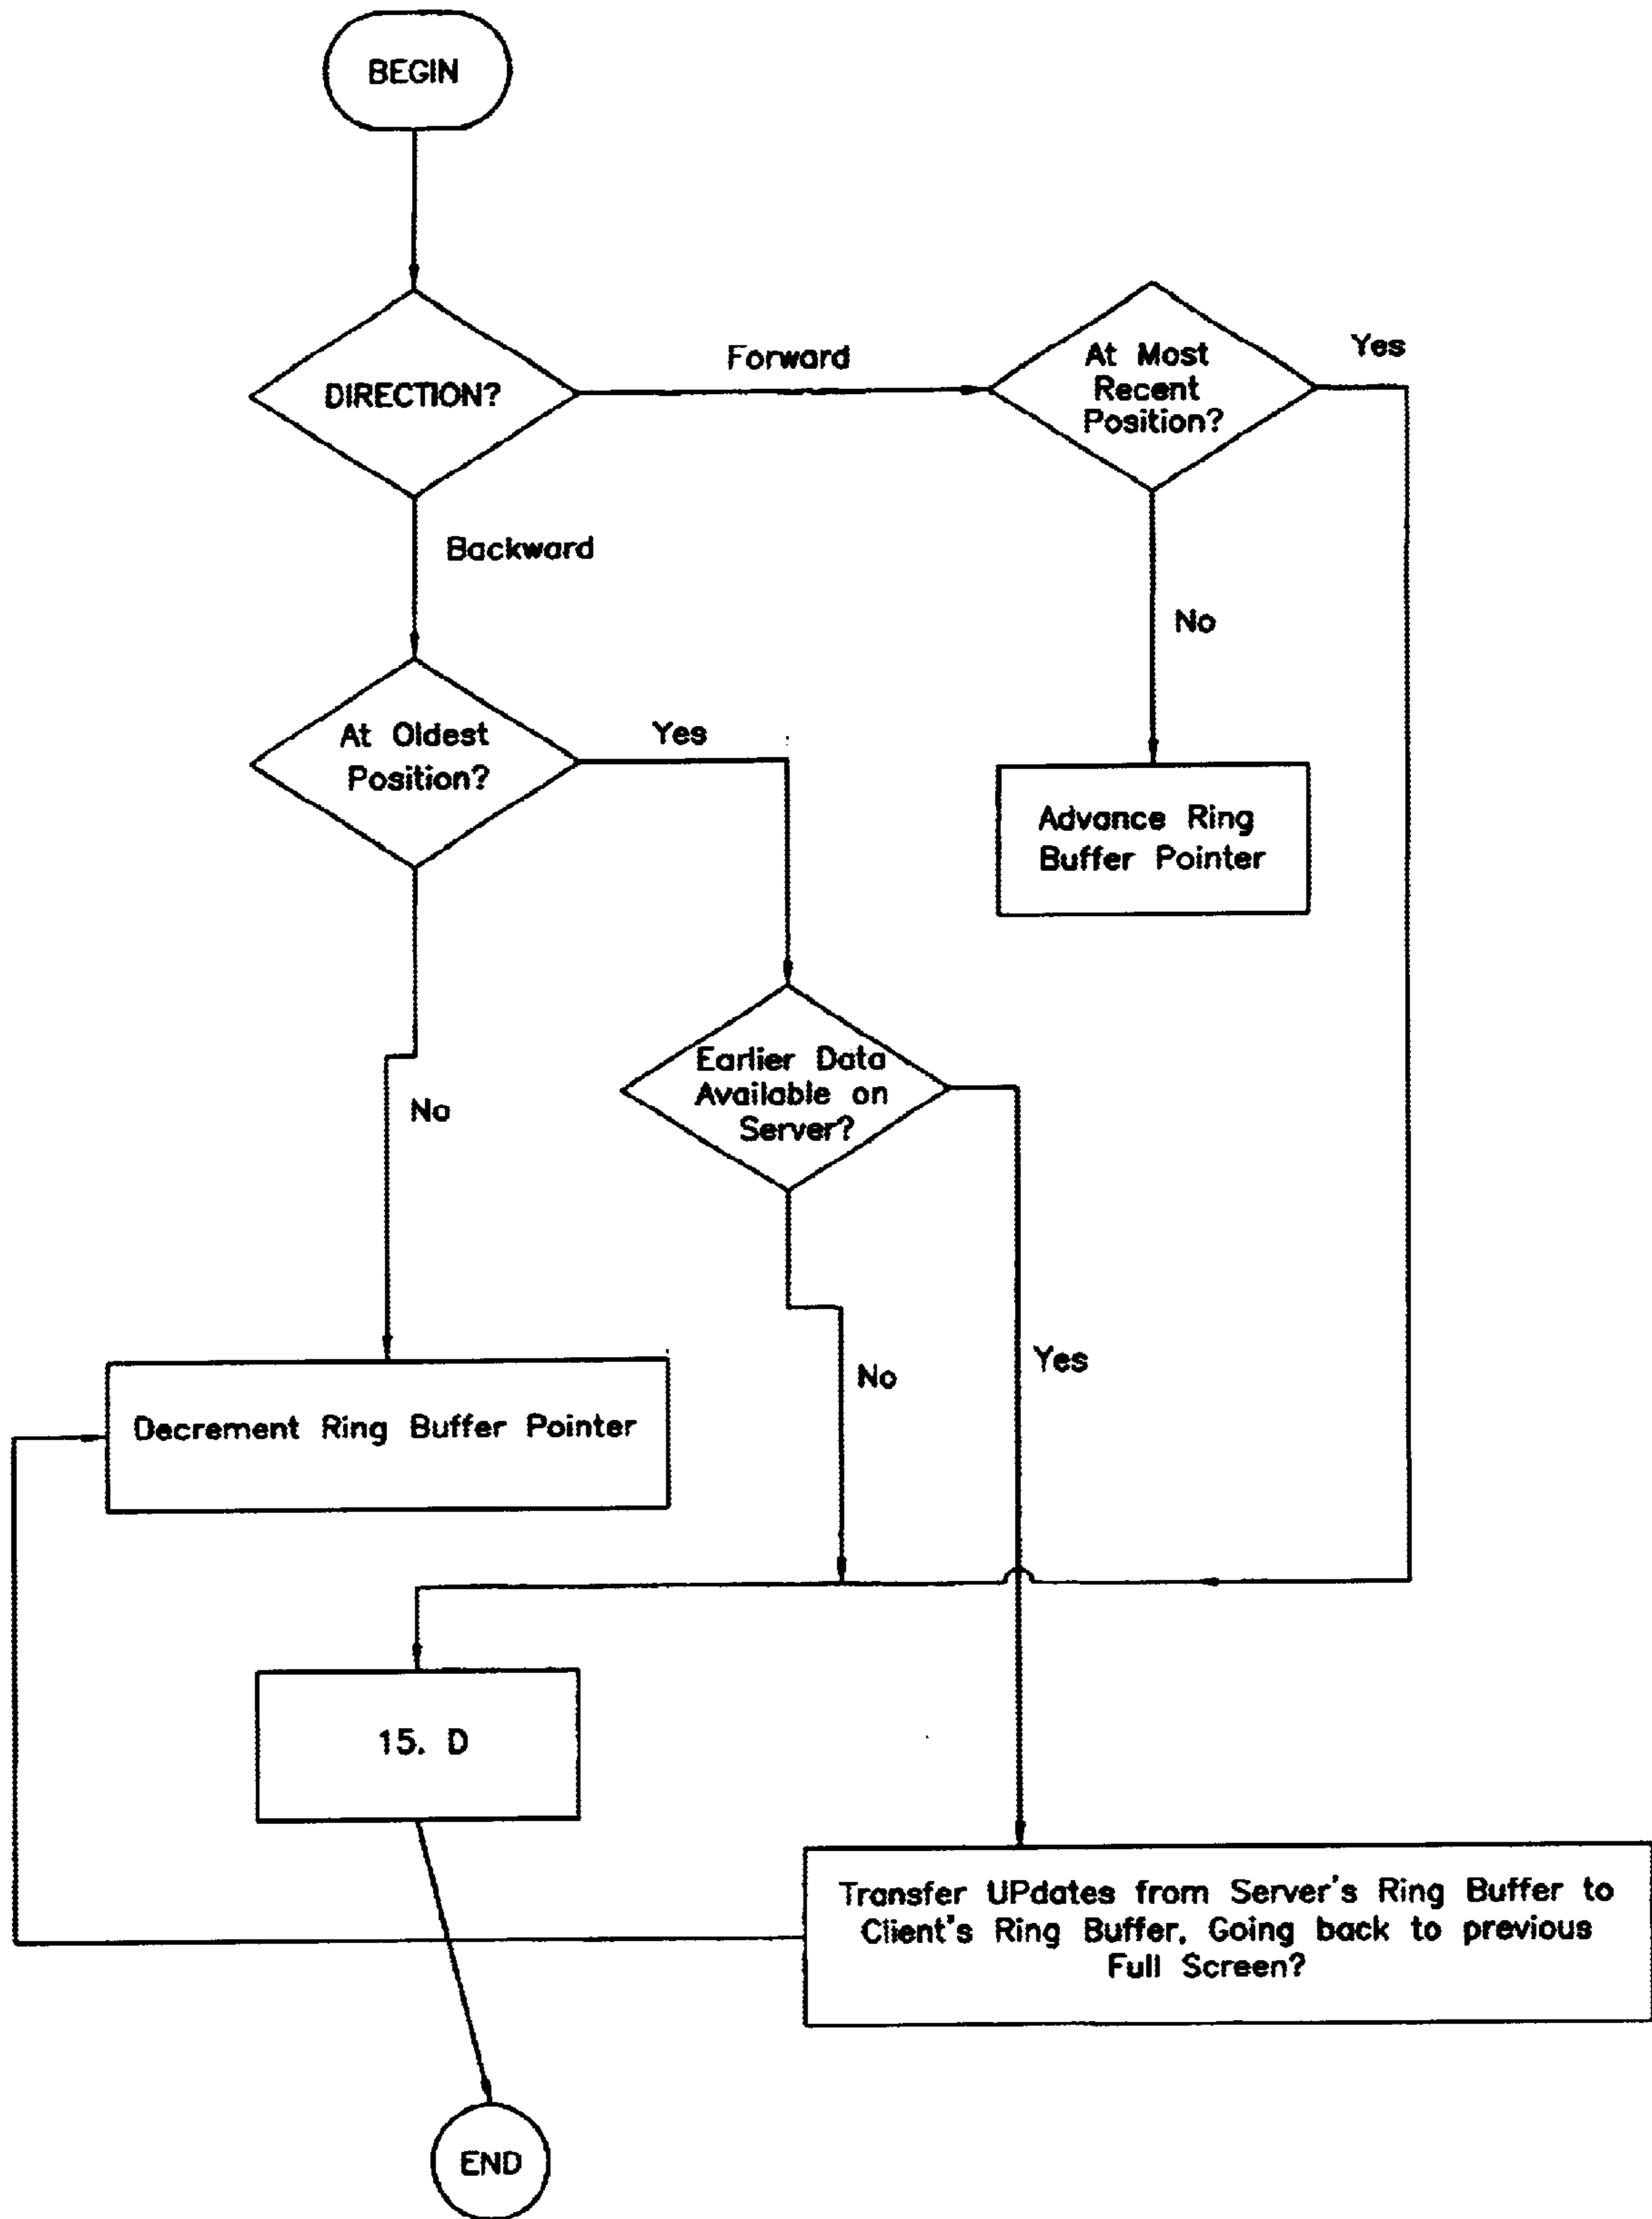 BEGIN
DIRECTION?
Forward
At Most
Recent
Position?
Yes
Backward
No
At Oldest
Position?
Yes
Advance Ring
Buffer Pointer
Earlier Data
Available on
Server?
No
Yes
No
Decrement Ring Buffer Pointer
15. D
Transfer UPdates from Server's Ring Buffer to
Client's Ring Buffer, Going back to previous
Full Screen?
END